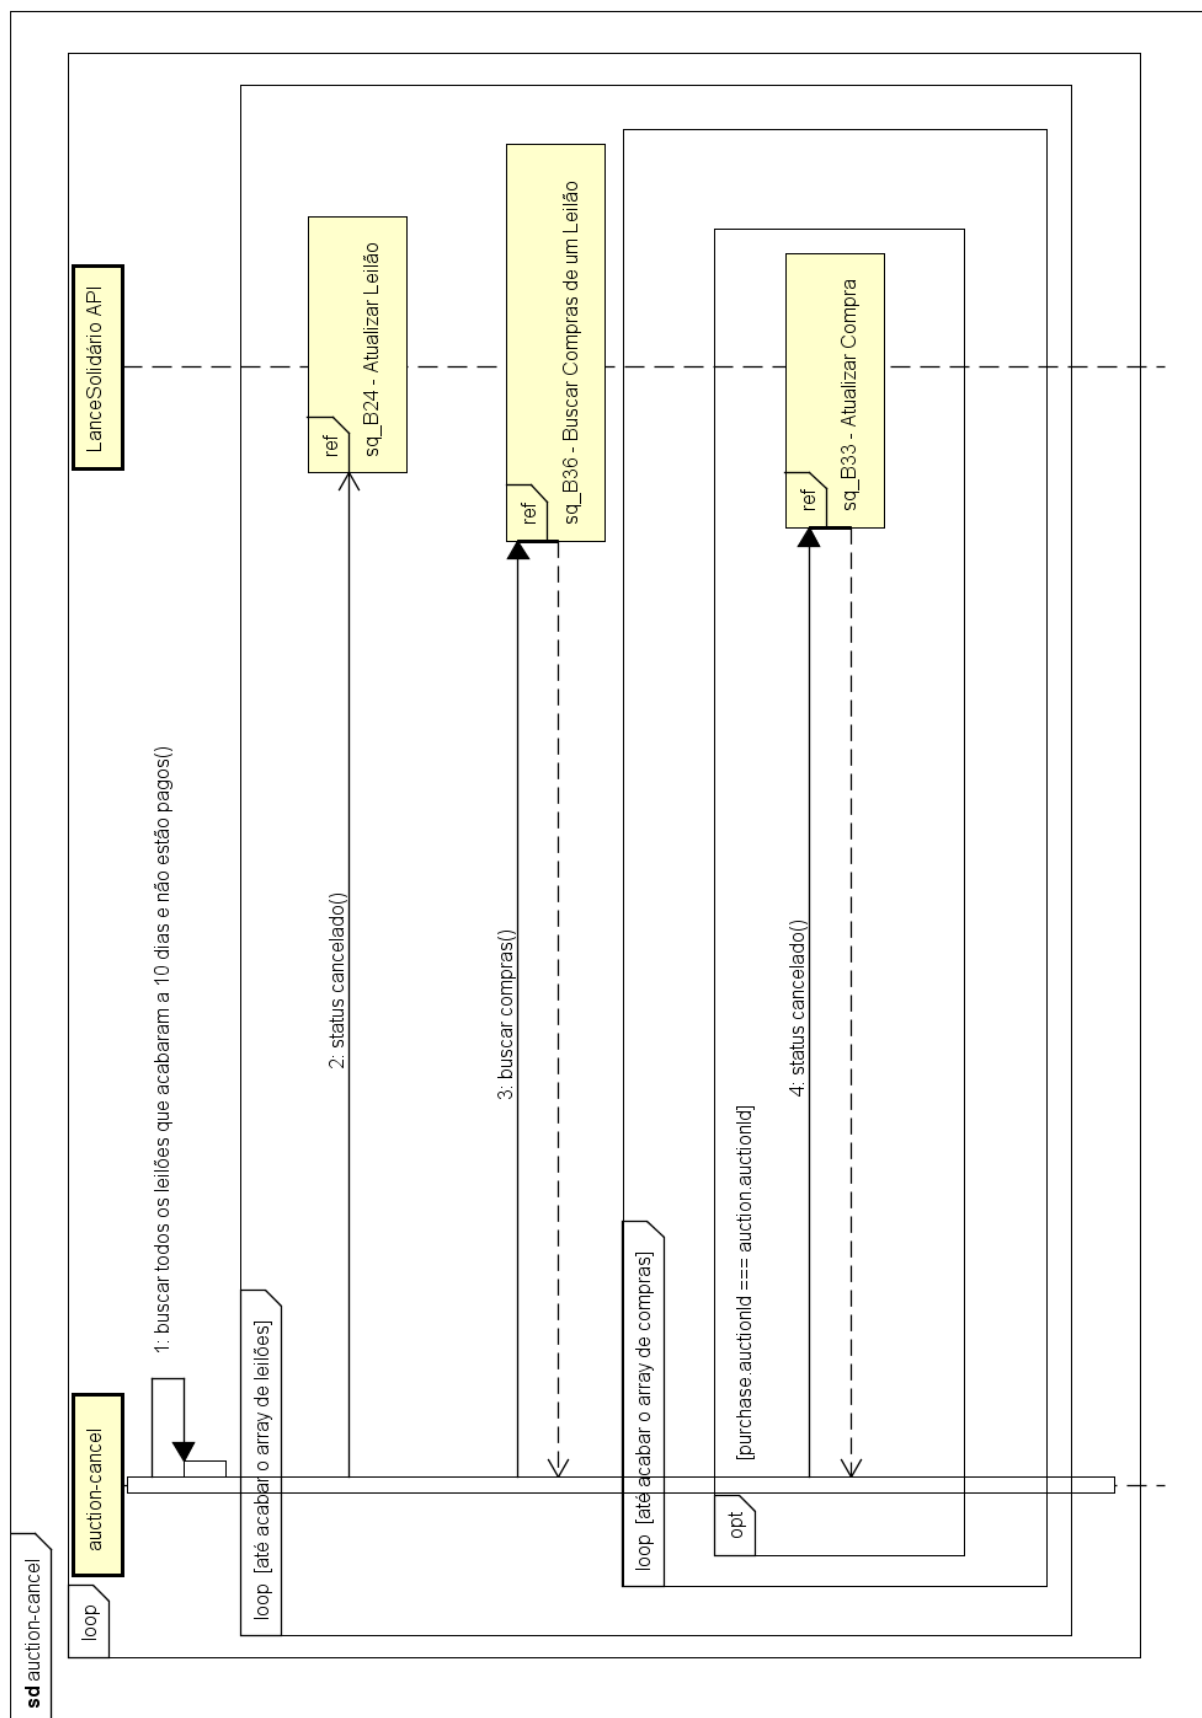 sd auction-cancel
loop
auction-cancel
LanceSolidário API
1: buscar todos os leilões que acabaram a 10 dias e não estão pagos()
loop [até acabar o array de leilões]
ref
sq_B24 - Atualizar Leilão
2: status cancelado()
ref
sq_B36 - Buscar Compras de um Leilão
3: buscar compras()
loop [até acabar o array de compras]
opt
[purchase.auctionId === auction.auctionId]
ref
sq_B33 - Atualizar Compra
4: status cancelado()